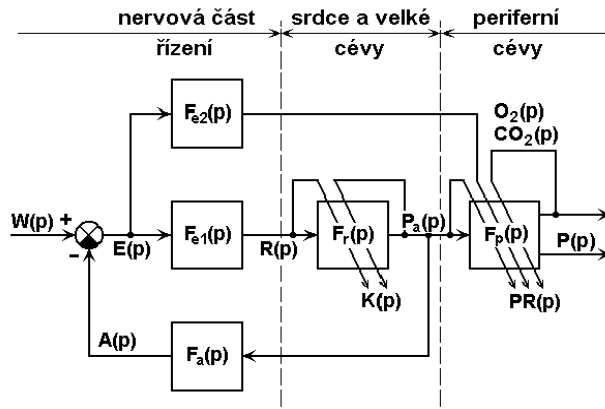 nervová část
řízení
srdce a velké
cévy
periferní
cévy
Fe2(p)
O2(p)
CO2(p)
W(p) +
-
E(p)
Fe1(p)
R(p)
Fr(p)
Pa(p)
Fp(p)
P(p)
K(p)
PR(p)
A(p)
Fa(p)